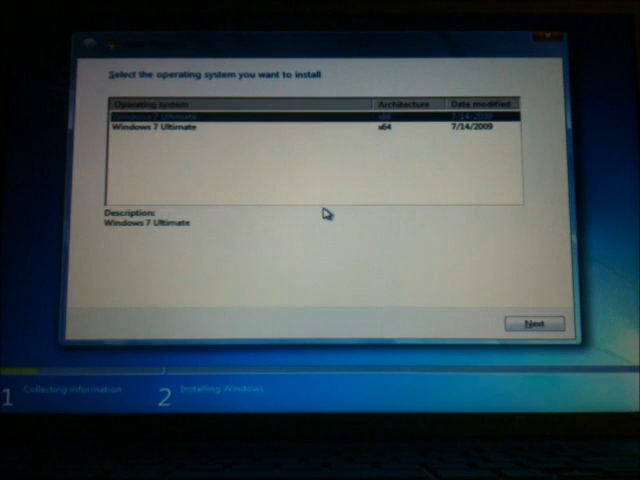 Select the operating system you want to install
Operating system Architecture Date modified
Windows 7 Ultimate x86 7/14/2009
Windows 7 Ultimate x64 7/14/2009
Description:
Windows 7 Ultimate
Next
1 Collecting information 2 Installing Windows